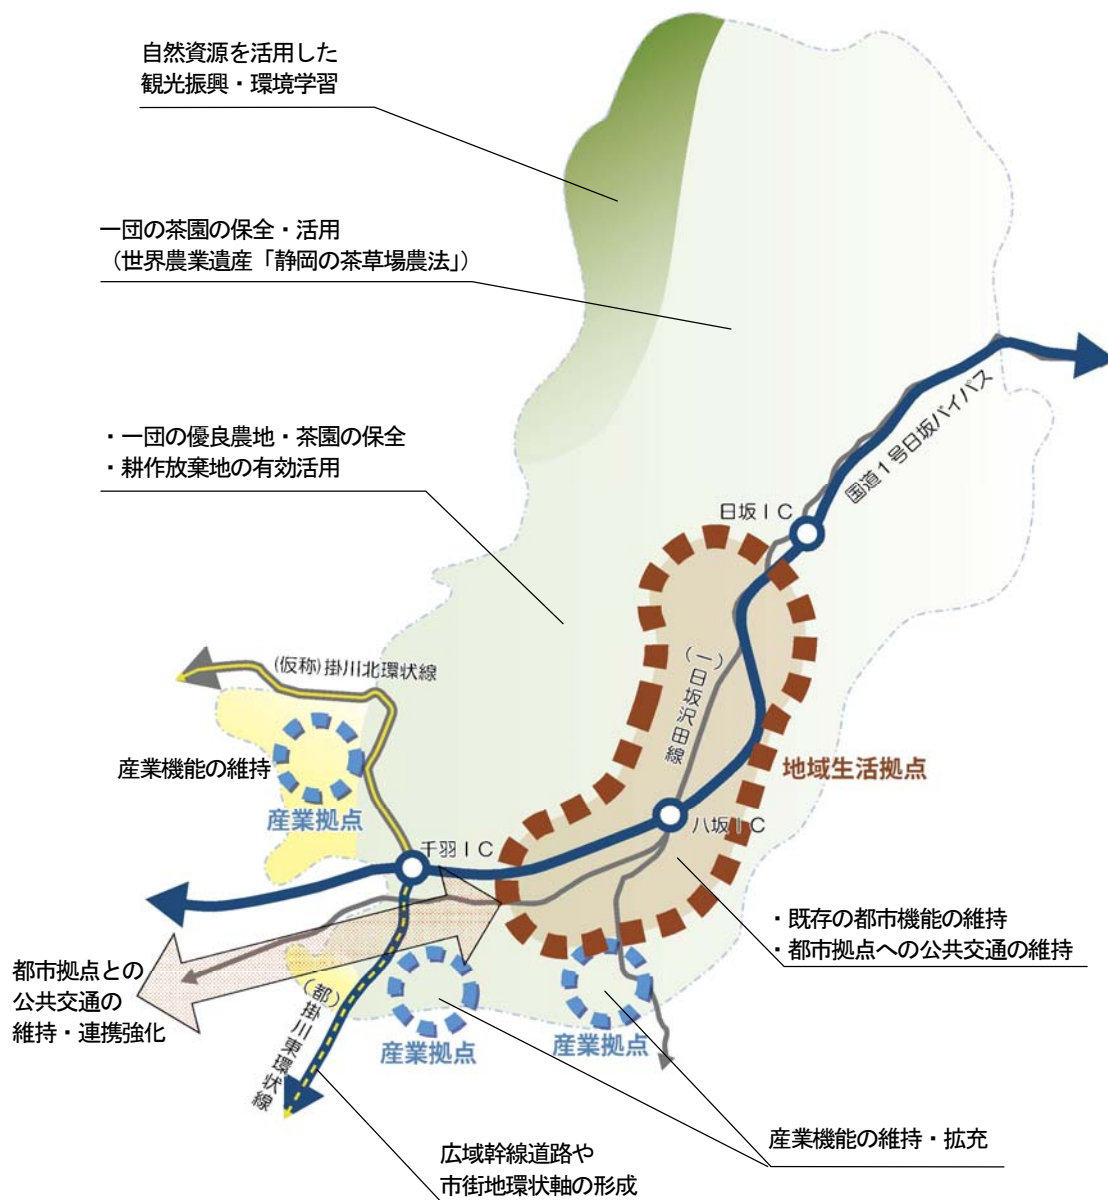 自然資源を活用した
観光振興・環境学習
一団の茶園の保全・活用
（世界農業遺産「静岡の茶草場農法」）
・一団の優良農地・茶園の保全
・耕作放棄地の有効活用
国道1号日坂バイパス
日坂ＩＣ
（仮称）掛川北環状線
（一）日坂沢田線
産業機能の維持
産業拠点
地域生活拠点
八坂ＩＣ
千羽ＩＣ
・既存の都市機能の維持
・都市拠点への公共交通の維持
都市拠点との
公共交通の
維持・連携強化
（都）掛川東環状線
産業拠点
産業拠点
産業機能の維持・拡充
広域幹線道路や
市街地環状軸の形成